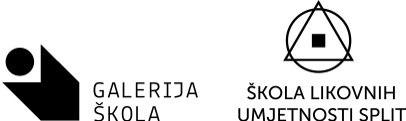 GALERIJA
ŠKOLA
ŠKOLA LIKOVNIH
UMJETNOSTI SPLIT